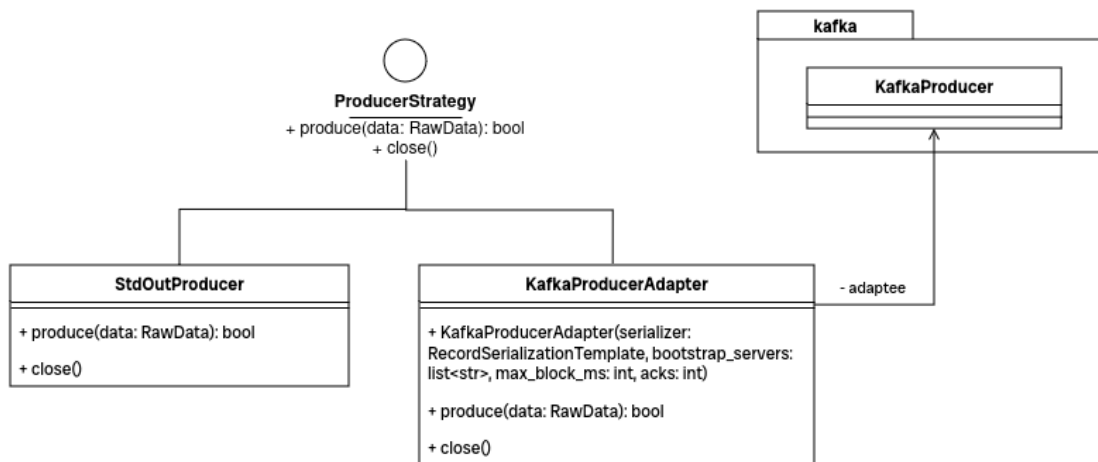 kafka
KafkaProducer
ProducerStrategy
+ produce(data: RawData): bool
+ close()
StdOutProducer
+ produce(data: RawData): bool
+ close()
KafkaProducerAdapter
+ KafkaProducerAdapter(serializer:
RecordSerializationTemplate, bootstrap_servers:
list<str>, max_block_ms: int, acks: int)
+ produce(data: RawData): bool
+ close()
- adaptee